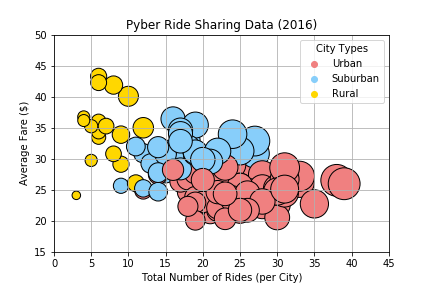 Pyber Ride Sharing Data (2016)
City Types
Urban
Suburban
Rural
Average Fare ($)
50
45
40
35
30
25
20
15
0 5 10 15 20 25 30 35 40 45
Total Number of Rides (per City)